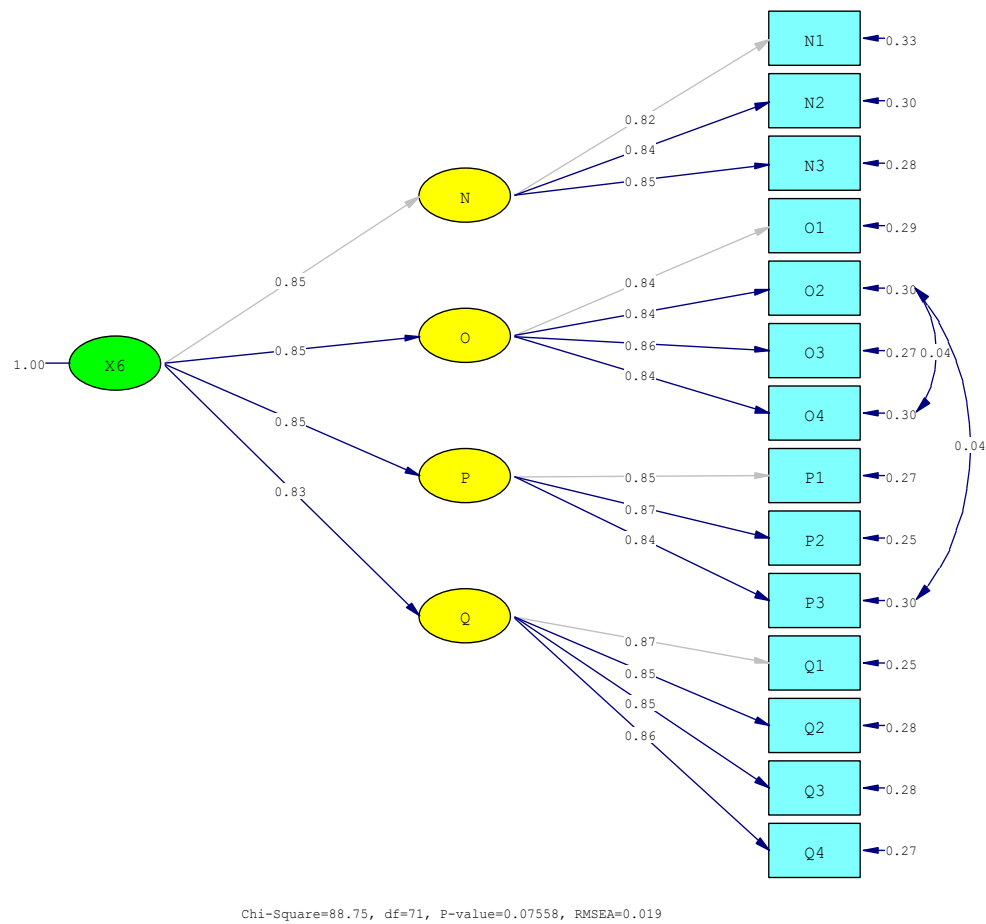 N1
0.33
N2
0.30
0.82
0.84
N3
0.28
0.85
N
O1
0.29
0.85
0.84
O2
0.30
0.84
O
0.86
O3
0.27
0.04
0.85
1.00
X6
0.84
O4
0.30
0.85
0.04
P
0.85
P1
0.27
0.83
0.87
P2
0.25
0.84
P3
0.30
Q
0.87
Q1
0.25
0.85
0.85
Q2
0.28
0.86
Q3
0.28
Q4
0.27
Chi-Square=88.75, df=71, P-value=0.07558, RMSEA=0.019